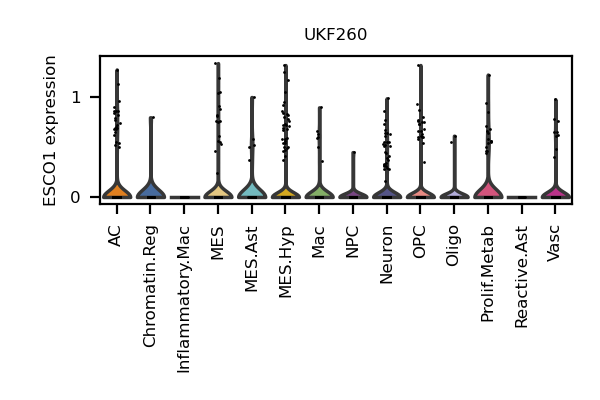 UKF260
ESCO1 expression
1
0
AC
Chromatin.Reg
Inflammatory.Mac
MES
MES.Ast
MES.Hyp
Mac
NPC
Neuron
OPC
Oligo
Prolif.Metab
Reactive.Ast
Vasc